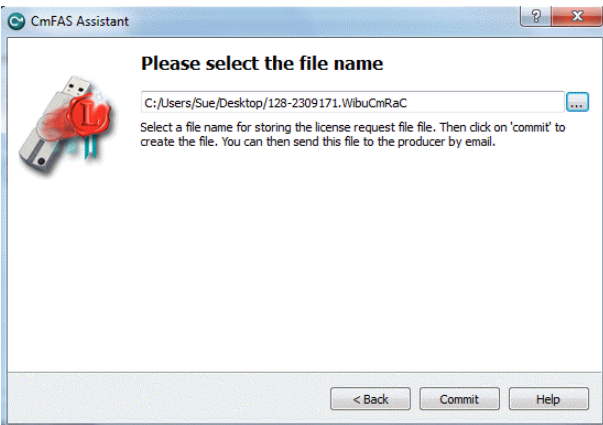 CmFAS Assistant
Please select the file name
C:/Users/Sue/Desktop/128-2309171.WibuCmRaC
...
Select a file name for storing the license request file file. Then click on 'commit' to
create the file. You can then send this file to the producer by email.
L
< Back
Commit
Help